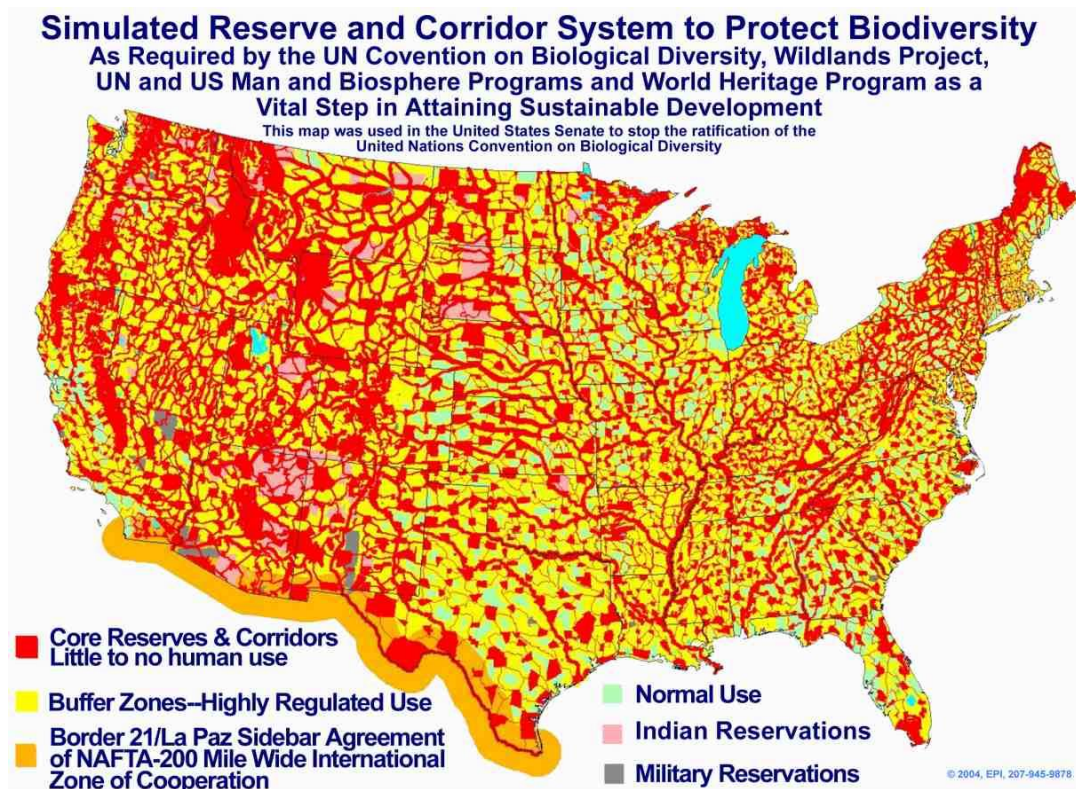 Simulated Reserve and Corridor System to Protect Biodiversity
As Required by the UN Covention on Biological Diversity, Wildlands Project,
UN and US Man and Biosphere Programs and World Heritage Program as a
Vital Step in Attaining Sustainable Development
This map was used in the United States Senate to stop the ratification of the
United Nations Convention on Biological Diversity
Core Reserves & Corridors
Little to no human use
Buffer Zones--Highly Regulated Use
Border 21/La Paz Sidebar Agreement
of NAFTA-200 Mile Wide International
Zone of Cooperation
Normal Use
Indian Reservations
Military Reservations
© 2004, EPI, 207-945-9878